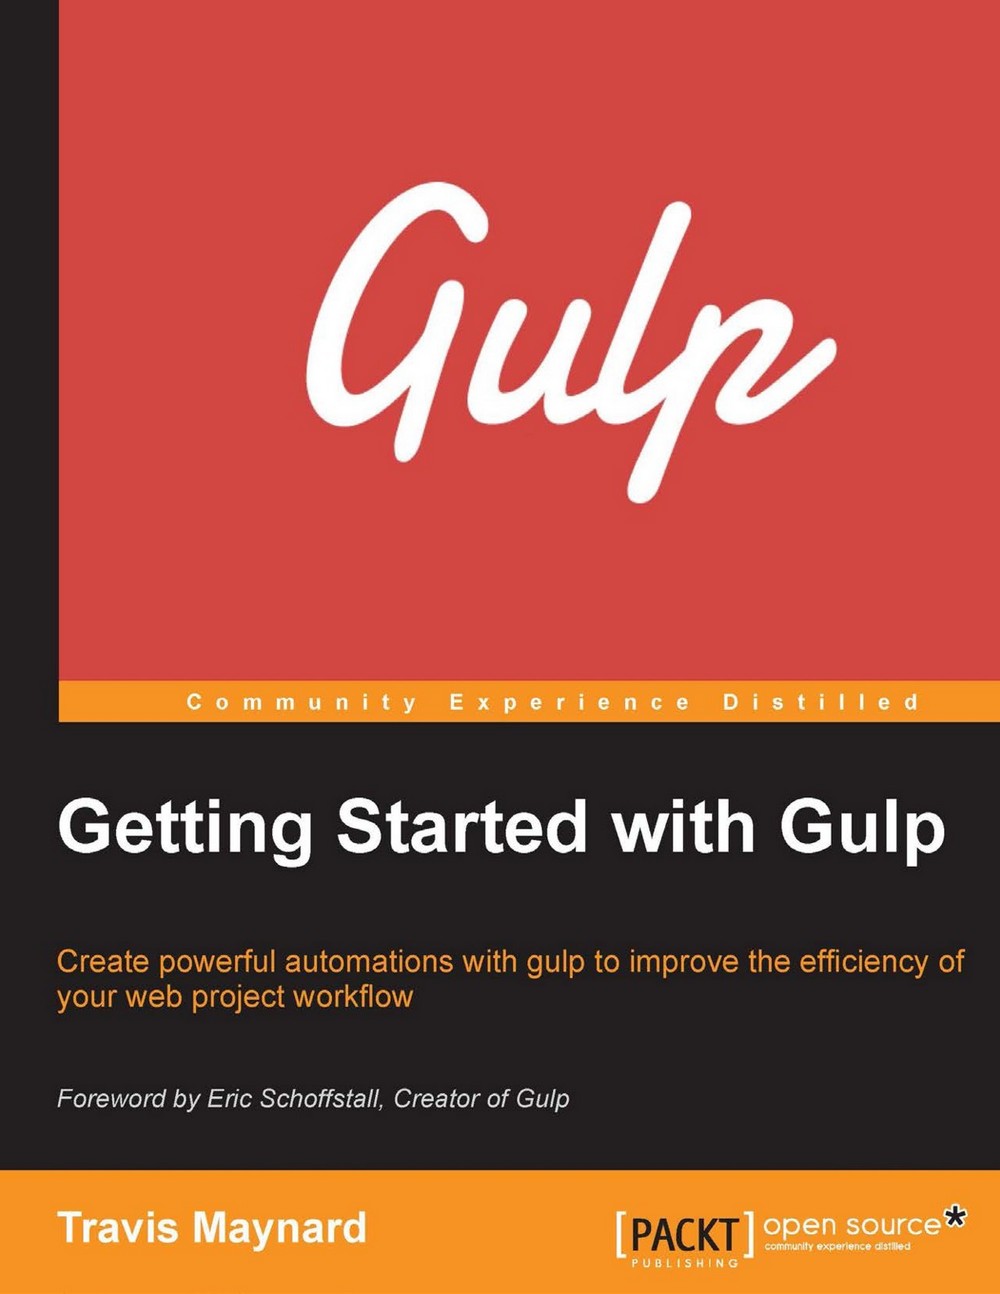 Gulp
Community Experience Distilled
Getting Started with Gulp
Create powerful automations with gulp to improve the efficiency of
your web project workflow
Foreword by Eric Schoffstall, Creator of Gulp
Travis Maynard
[PACKT]
PUBLISHING
open source*
community experience distilled